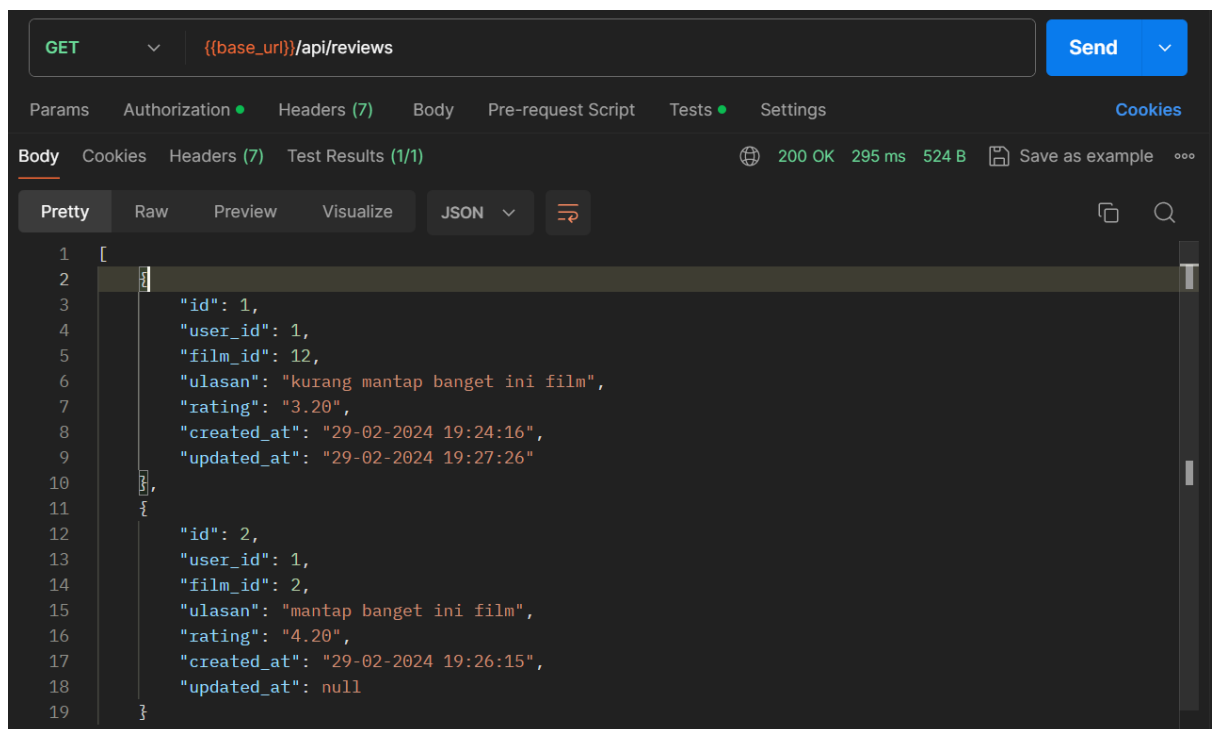 GET {{base_url}}/api/reviews Send
Params Authorization Headers (7) Body Pre-request Script Tests Settings Cookies
Body Cookies Headers (7) Test Results (1/1) 200 OK 295 ms 524 B Save as example
Pretty Raw Preview Visualize JSON
1 [
2 {
3 "id": 1,
4 "user_id": 1,
5 "film_id": 12,
6 "ulasan": "kurang mantap banget ini film",
7 "rating": "3.20",
8 "created_at": "29-02-2024 19:24:16",
9 "updated_at": "29-02-2024 19:27:26"
10 },
11 {
12 "id": 2,
13 "user_id": 1,
14 "film_id": 2,
15 "ulasan": "mantap banget ini film",
16 "rating": "4.20",
17 "created_at": "29-02-2024 19:26:15",
18 "updated_at": null
19 }